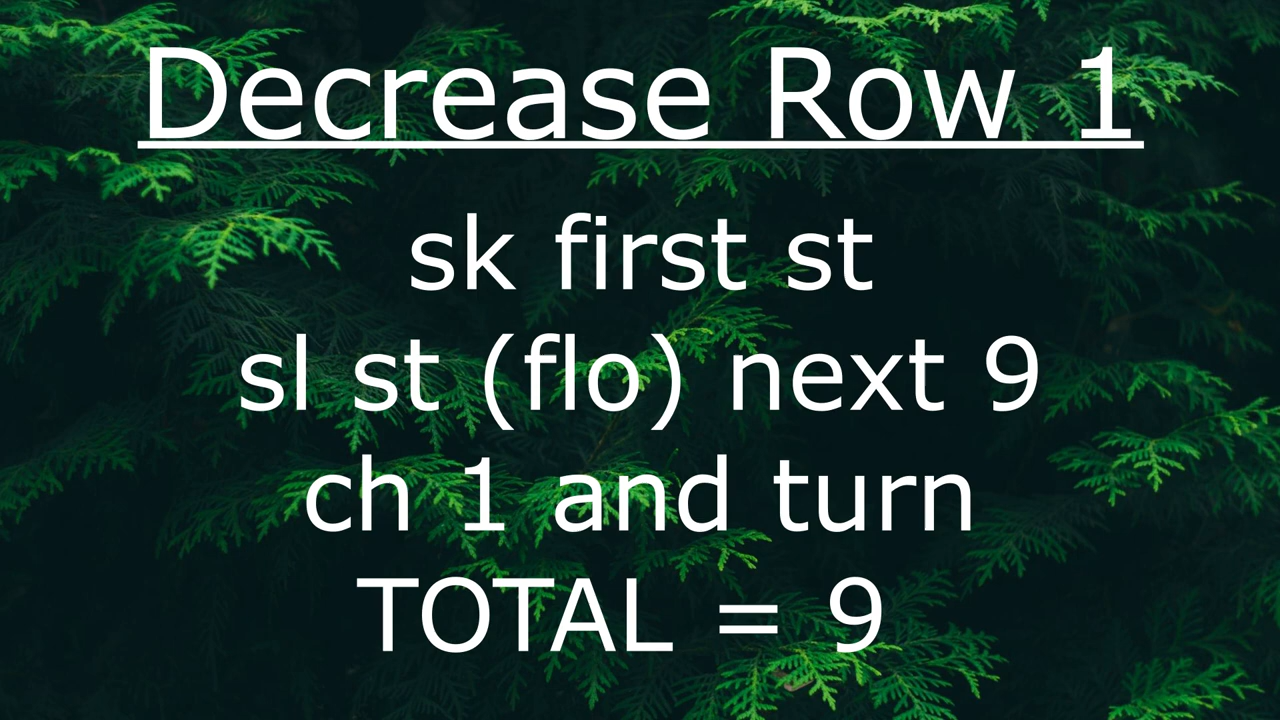 Decrease Row 1
sk first st
sl st (flo) next 9
ch 1 and turn
TOTAL = 9